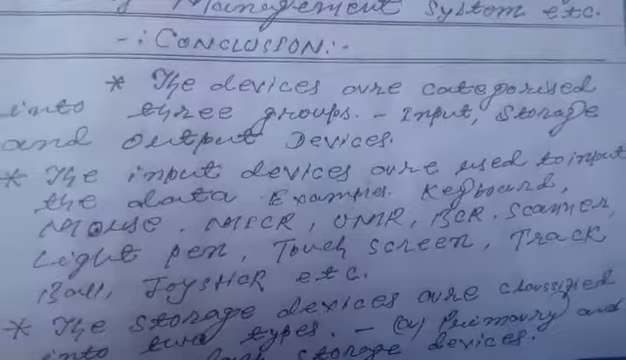 Management System etc.
-: CONCLUSION:-
* The devices are categorised
into three groups. - Input, Storage
and Output Devices.
* The input devices are used to input
the data. Examples. Keyboard,
Mouse, MICR, OMR, BCR. Scanner,
Light pen, Touch screen, Track
Ball, Joystick etc.
* The storage devices are classified
into two types. - (a) Primary and
storage devices.